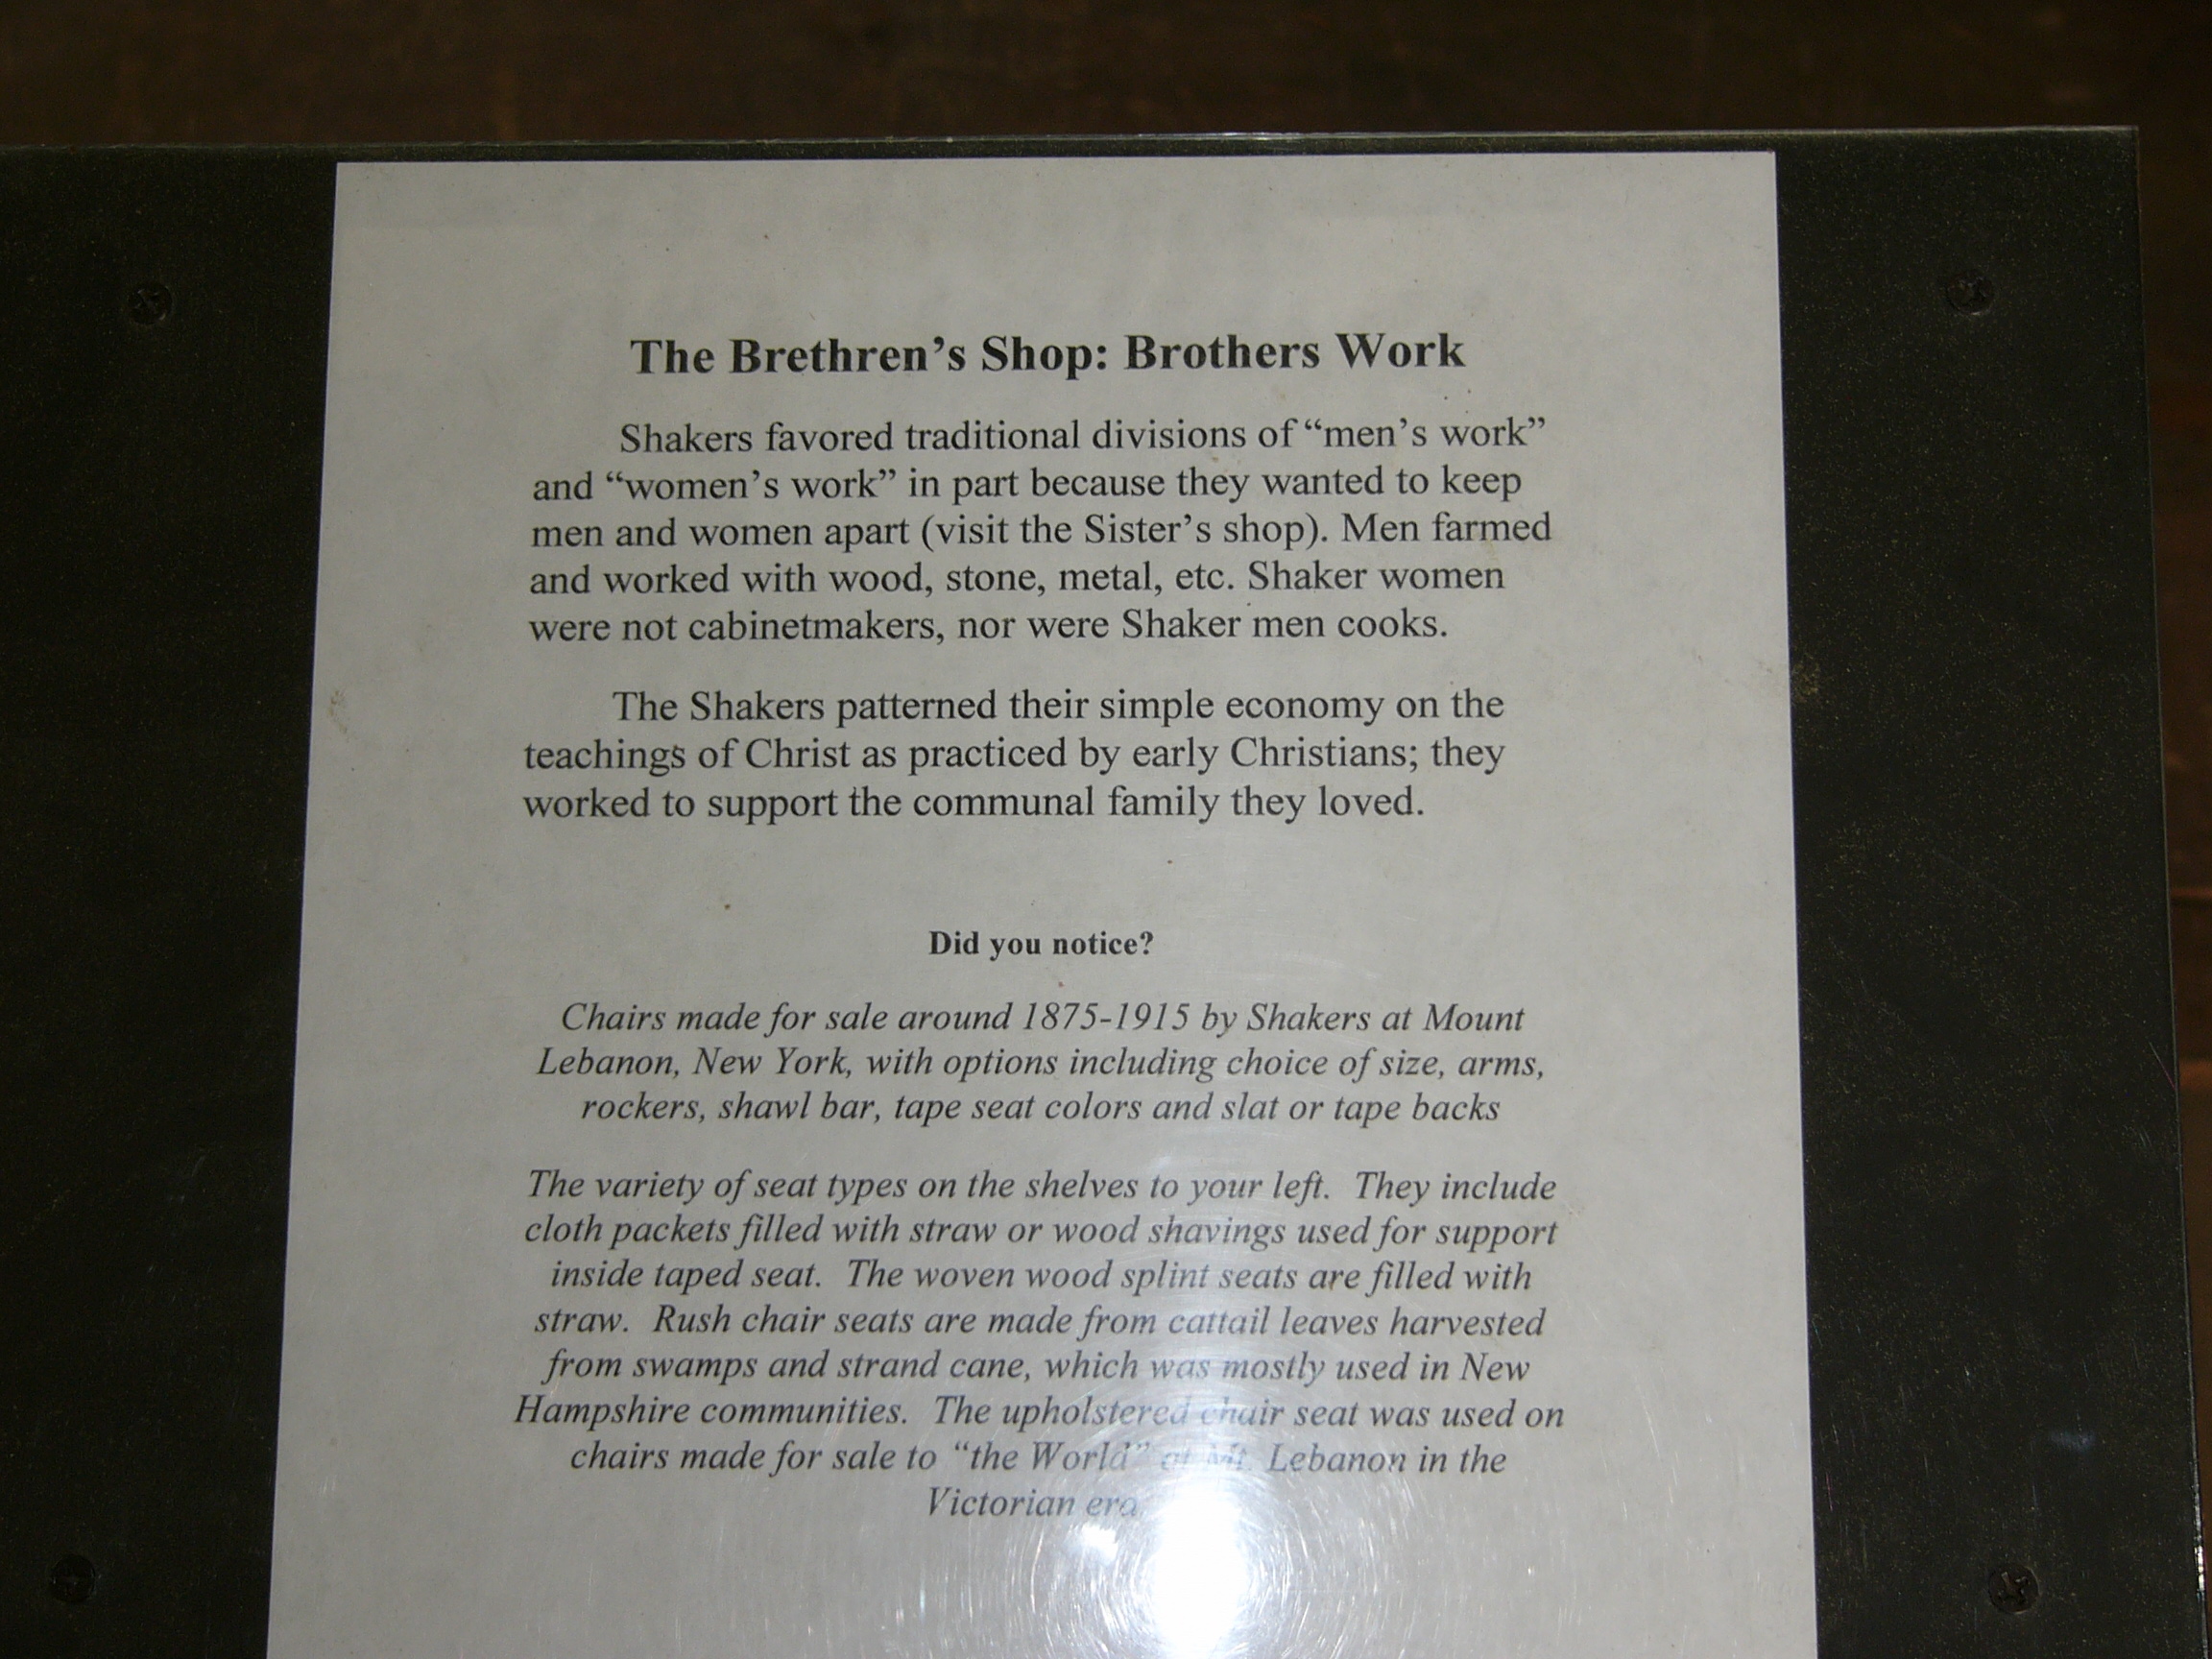 The Brethren’s Shop: Brothers Work
Shakers favored traditional divisions of “men’s work”
and “women’s work” in part because they wanted to keep
men and women apart (visit the Sister’s shop). Men farmed
and worked with wood, stone, metal, etc. Shaker women
were not cabinetmakers, nor were Shaker men cooks.
The Shakers patterned their simple economy on the
teachings of Christ as practiced by early Christians; they
worked to support the communal family they loved.
Did you notice?
Chairs made for sale around 1875-1915 by Shakers at Mount
Lebanon, New York, with options including choice of size, arms,
rockers, shawl bar, tape seat colors and slat or tape backs
The variety of seat types on the shelves to your left. They include
cloth packets filled with straw or wood shavings used for support
inside taped seat. The woven wood splint seats are filled with
straw. Rush chair seats are made from cattail leaves harvested
from swamps and strand cane, which was mostly used in New
Hampshire communities. The upholstered chair seat was used on
chairs made for sale to “the World” at Mt. Lebanon in the
Victorian era